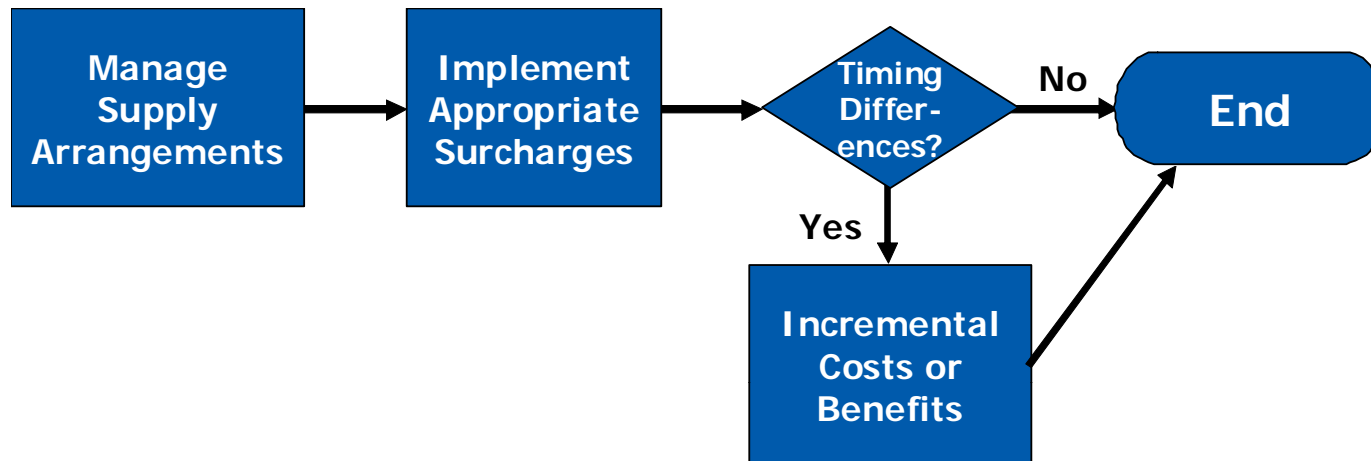 Manage
Supply
Arrangements
Implement
Appropriate
Surcharges
Timing
Differ-
ences?
No
End
Yes
Incremental
Costs or
Benefits